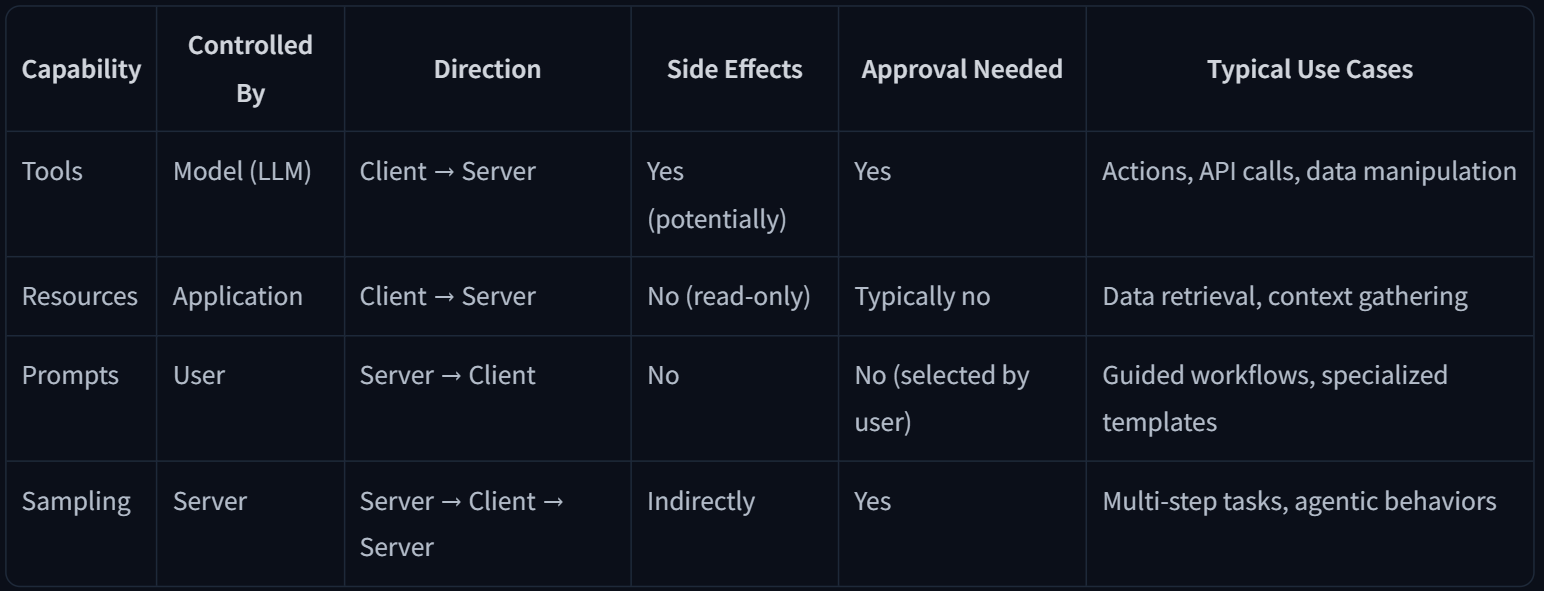 Capability
Controlled
By
Direction
Side Effects
Approval Needed
Typical Use Cases
Tools
Model (LLM)
Client → Server
Yes
(potentially)
Yes
Actions, API calls, data manipulation
Resources
Application
Client → Server
No (read-only)
Typically no
Data retrieval, context gathering
Prompts
User
Server → Client
No
No (selected by
user)
Guided workflows, specialized
templates
Sampling
Server
Server → Client →
Server
Indirectly
Yes
Multi-step tasks, agentic behaviors